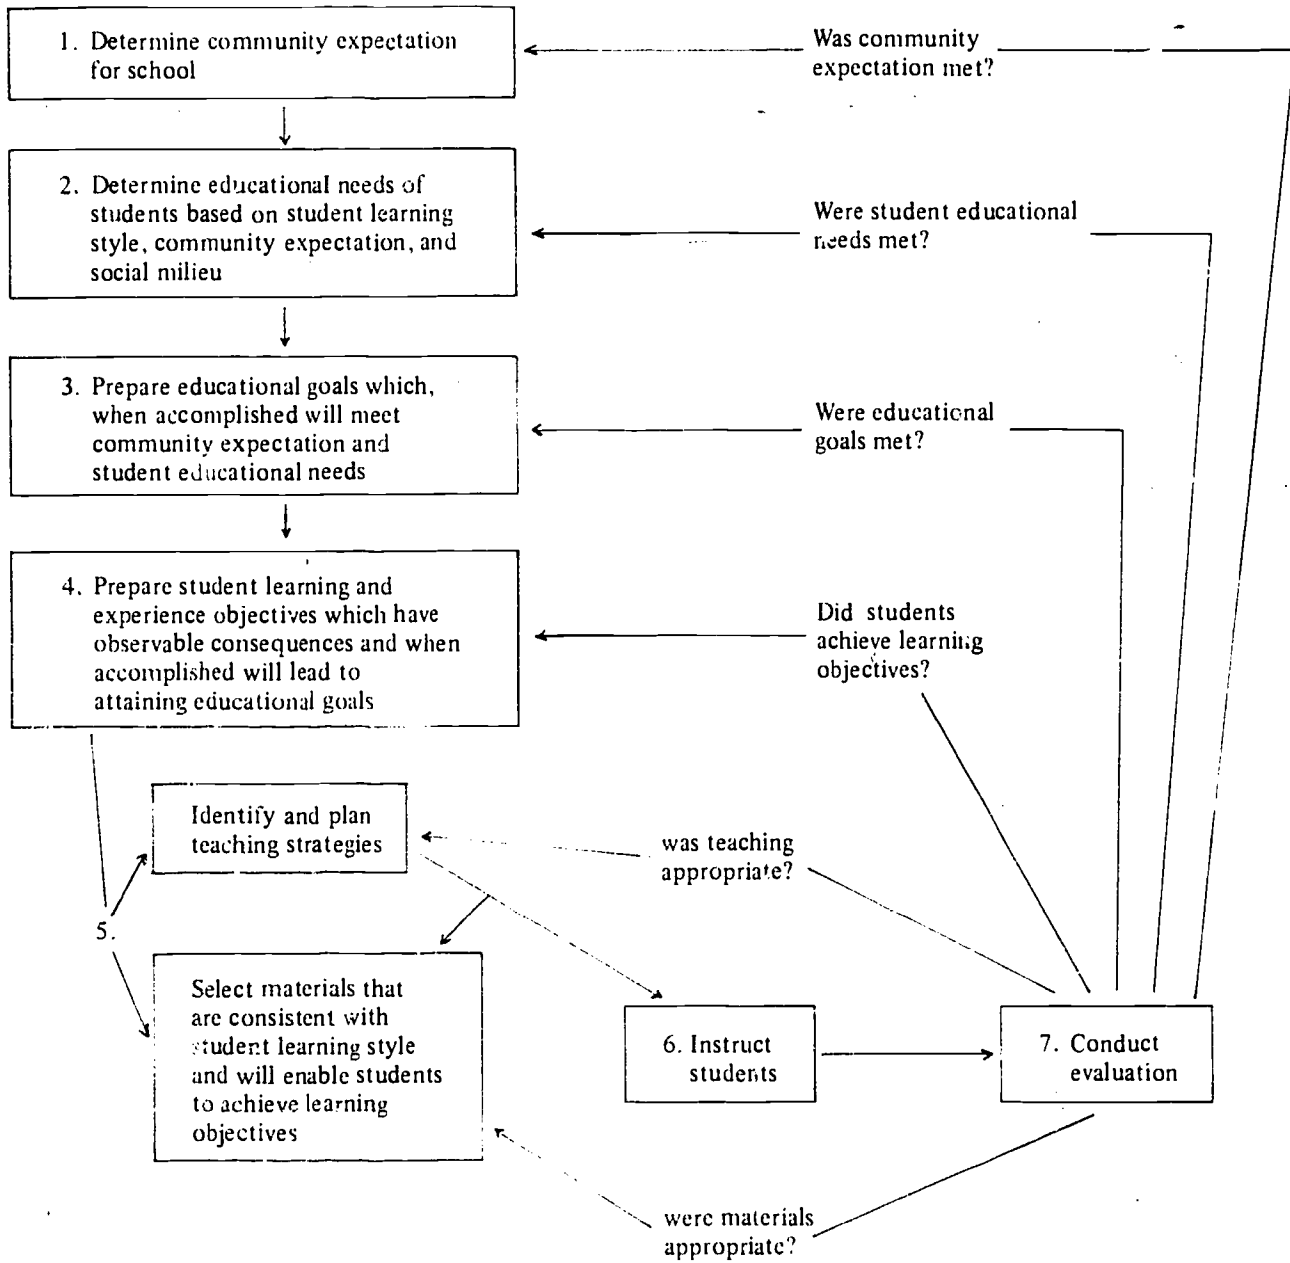 1. Determine community expectation
for school
Was community
expectation met?
2. Determine educational needs of
students based on student learning
style, community expectation, and
social milieu
Were student educational
needs met?
3. Prepare educational goals which,
when accomplished will meet
community expectation and
student educational needs
Were educational
goals met?
4. Prepare student learning and
experience objectives which have
observable consequences and when
accomplished will lead to
attaining educational goals
Did students
achieve learning
objectives?
Identify and plan
teaching strategies
was teaching
appropriate?
5.
Select materials that
are consistent with
student learning style
and will enable students
to achieve learning
objectives
6. Instruct
students
7. Conduct
evaluation
were materials
appropriate?